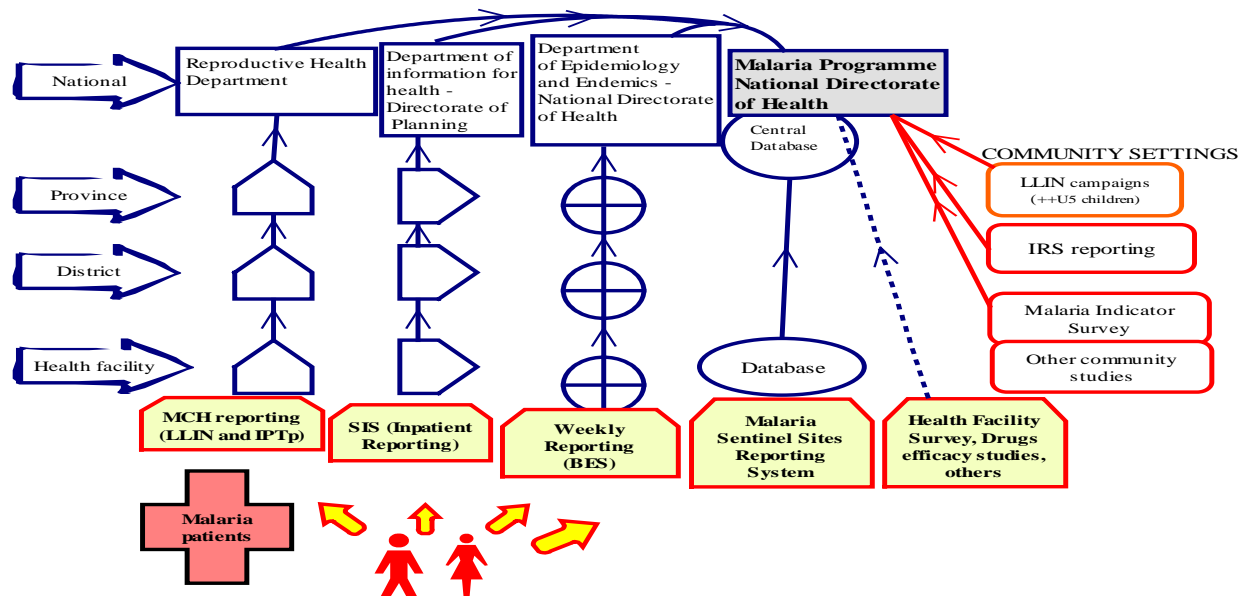 National
Reproductive Health
Department
Department of
information for
health -
Directorate of
Planning
Department
of Epidemiology
and Endemics -
National Directorate
of Health
Malaria Programme
National Directorate
of Health
Central
Database
COMMUNITY SETTINGS
LLIN campaigns
(++U5 children)
Province
IRS reporting
District
Malaria Indicator
Survey
Other community
studies
Health facility
Database
MCH reporting
(LLIN and IPTp)
SIS (Inpatient
Reporting)
Weekly
Reporting
(BES)
Malaria
Sentinel Sites
Reporting
System
Health Facility
Survey, Drugs
efficacy studies,
others
Malaria
patients